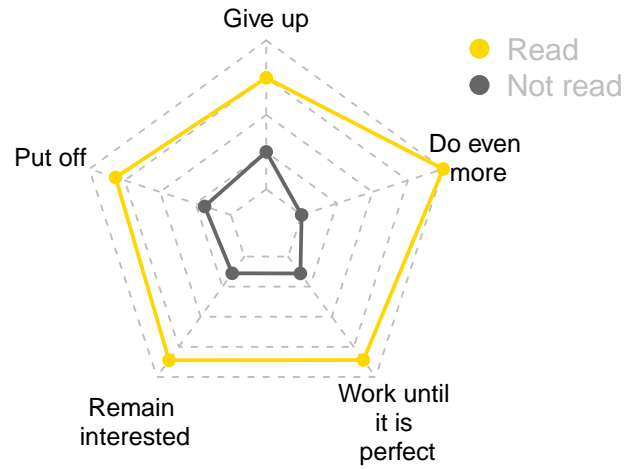 Give up
Read
Not read
Do even
more
Put off
Work until
it is
perfect
Remain
interested